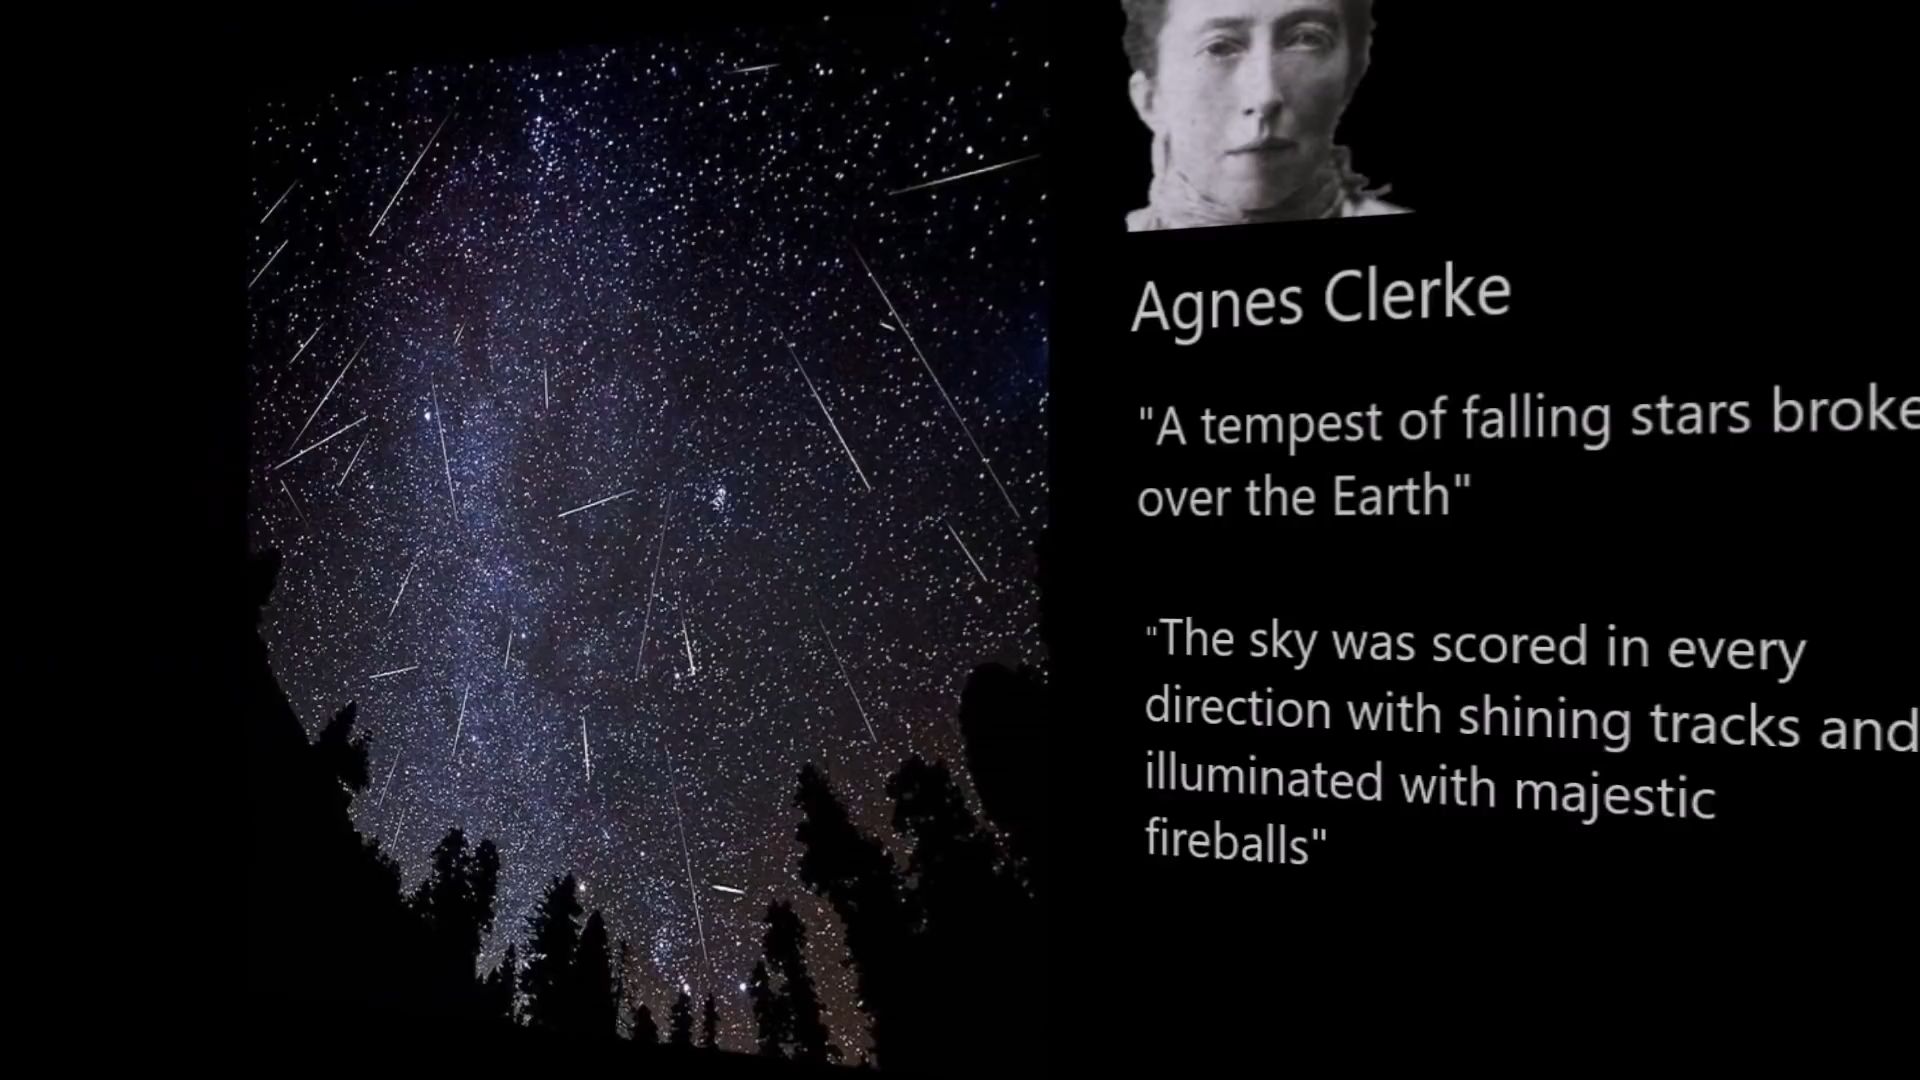 Agnes Clerke
"A tempest of falling stars broke
over the Earth"
"The sky was scored in every
direction with shining tracks and
illuminated with majestic
fireballs"